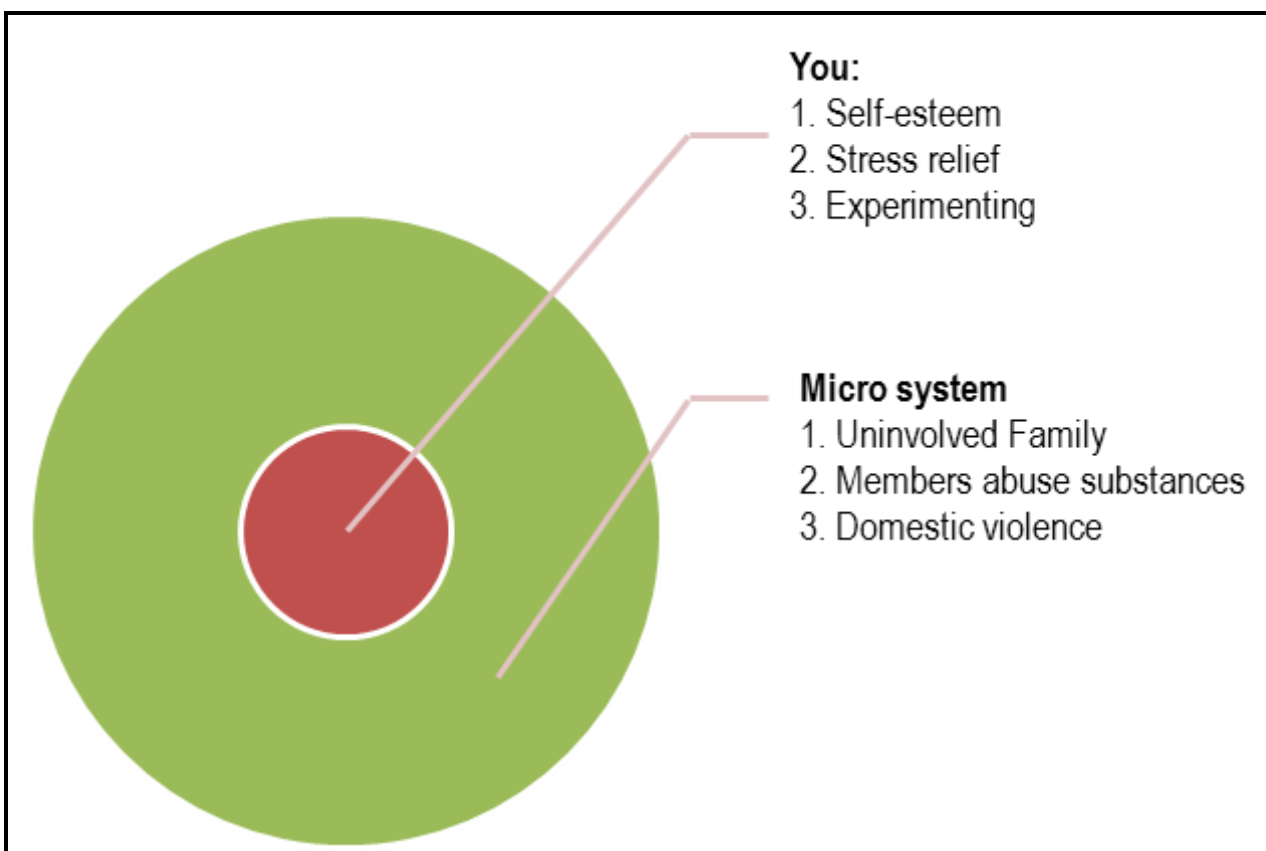 You:
1. Self-esteem
2. Stress relief
3. Experimenting
Micro system
1. Uninvolved Family
2. Members abuse substances
3. Domestic violence